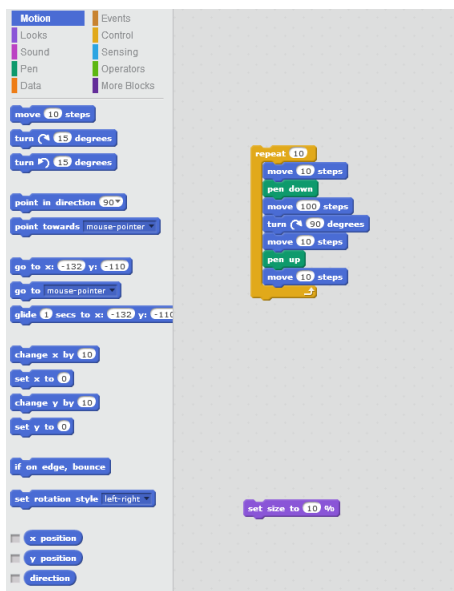 Motion Events
Looks Control
Sound Sensing
Pen Operators
Data More Blocks
move 10 steps
turn 15 degrees
turn 15 degrees
point in direction 90
point towards mouse-pointer
go to x: -132 y: -110
go to mouse-pointer
glide 1 secs to x: -132 y: -110
change x by 10
set x to 0
change y by 10
set y to 0
if on edge, bounce
set rotation style left-right
x position
y position
direction
repeat 10
move 10 steps
pen down
move 100 steps
turn 90 degrees
move 10 steps
pen up
move 10 steps
set size to 10 %